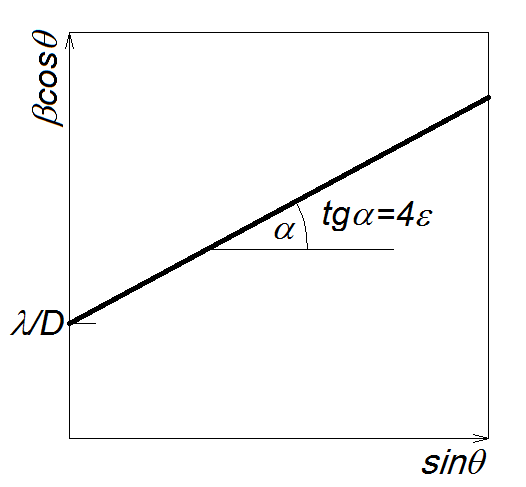 βcosθ
tgα=4ε
α
λ/D
sinθ